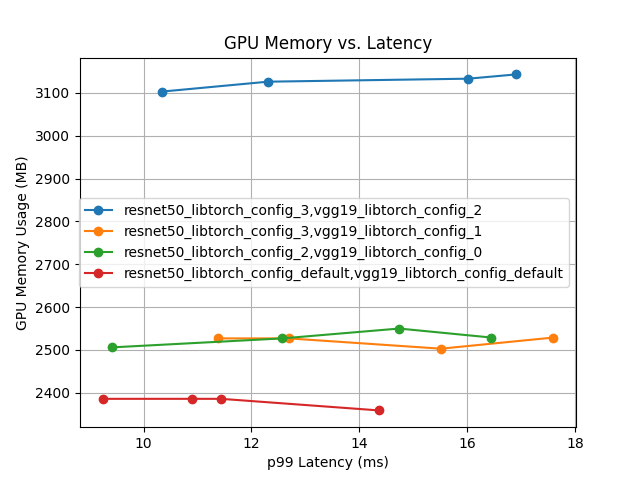 GPU Memory vs. Latency
GPU Memory Usage (MB)
3100
3000
2900
2800
2700
2600
2500
2400
resnet50_libtorch_config_3,vgg19_libtorch_config_2
resnet50_libtorch_config_3,vgg19_libtorch_config_1
resnet50_libtorch_config_2,vgg19_libtorch_config_0
resnet50_libtorch_config_default,vgg19_libtorch_config_default
10 12 14 16 18
p99 Latency (ms)